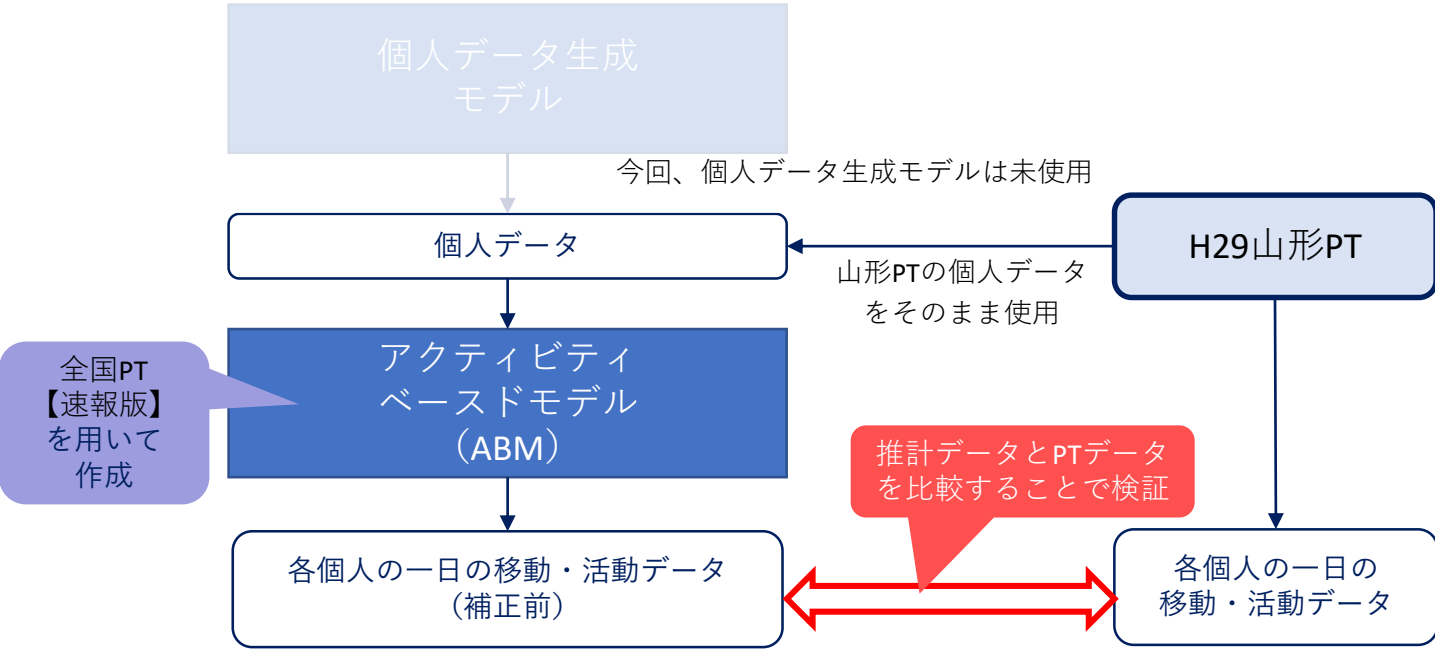 個人データ生成
モデル
今回、個人データ生成モデルは未使用
個人データ
H29山形PT
山形PTの個人データ
をそのまま使用
アクティビティ
ベースドモデル
（ABM）
全国PT
【速報版】
を用いて
作成
推計データとPTデータ
を比較することで検証
各個人の一日の移動・活動データ
（補正前）
各個人の一日の
移動・活動データ